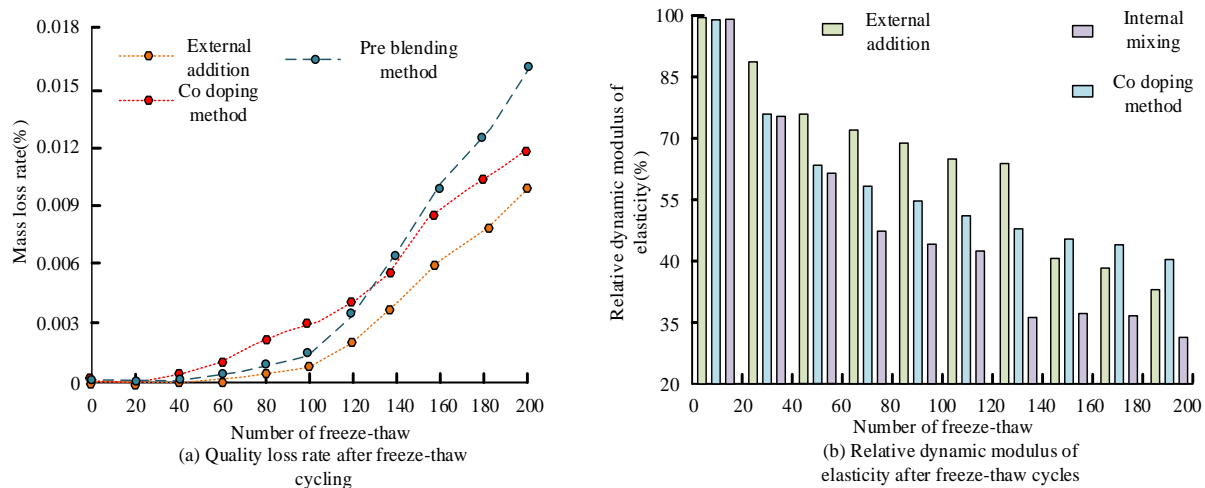 0.018
0.015
0.012
0.009
0.006
0.003
0
Mass loss rate(%)
External
addition
Pre blending
method
Co doping
method
0 20 40 60 80 100 120 140 160 180 200
Number of freeze-thaw
(a) Quality loss rate after freeze-thaw
cycling
100
85
70
55
40
35
20
Relative dynamic modulus of
elasticity(%)
External
addition
Internal
mixing
Co doping
method
0 20 40 60 80 100 120 140 160 180 200
Number of freeze-thaw
(b) Relative dynamic modulus of
elasticity after freeze-thaw cycles